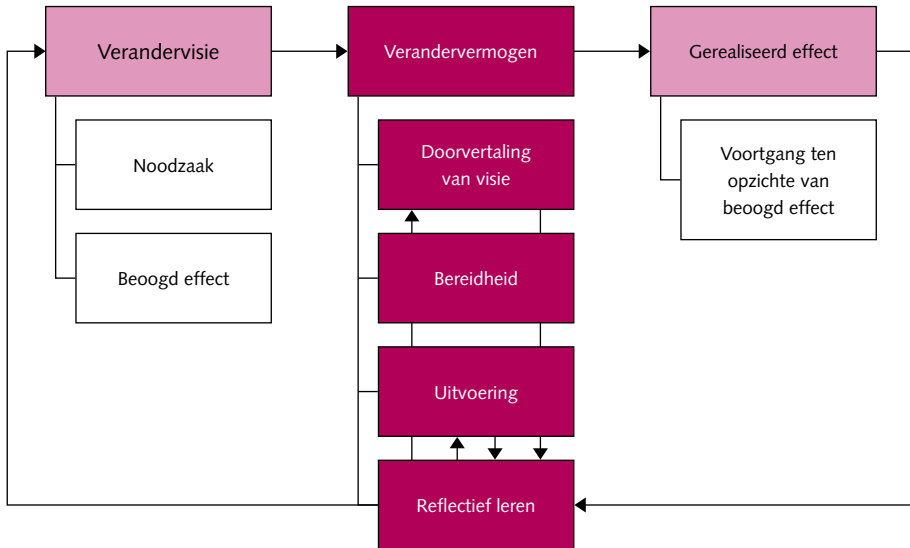 Verandervisie
Noodzaak
Beoogd effect
Verandervermogen
Doorvertaling
van visie
Bereidheid
Uitvoering
Reflectief leren
Gerealiseerd effect
Voortgang ten
opzichte van
beoogd effect